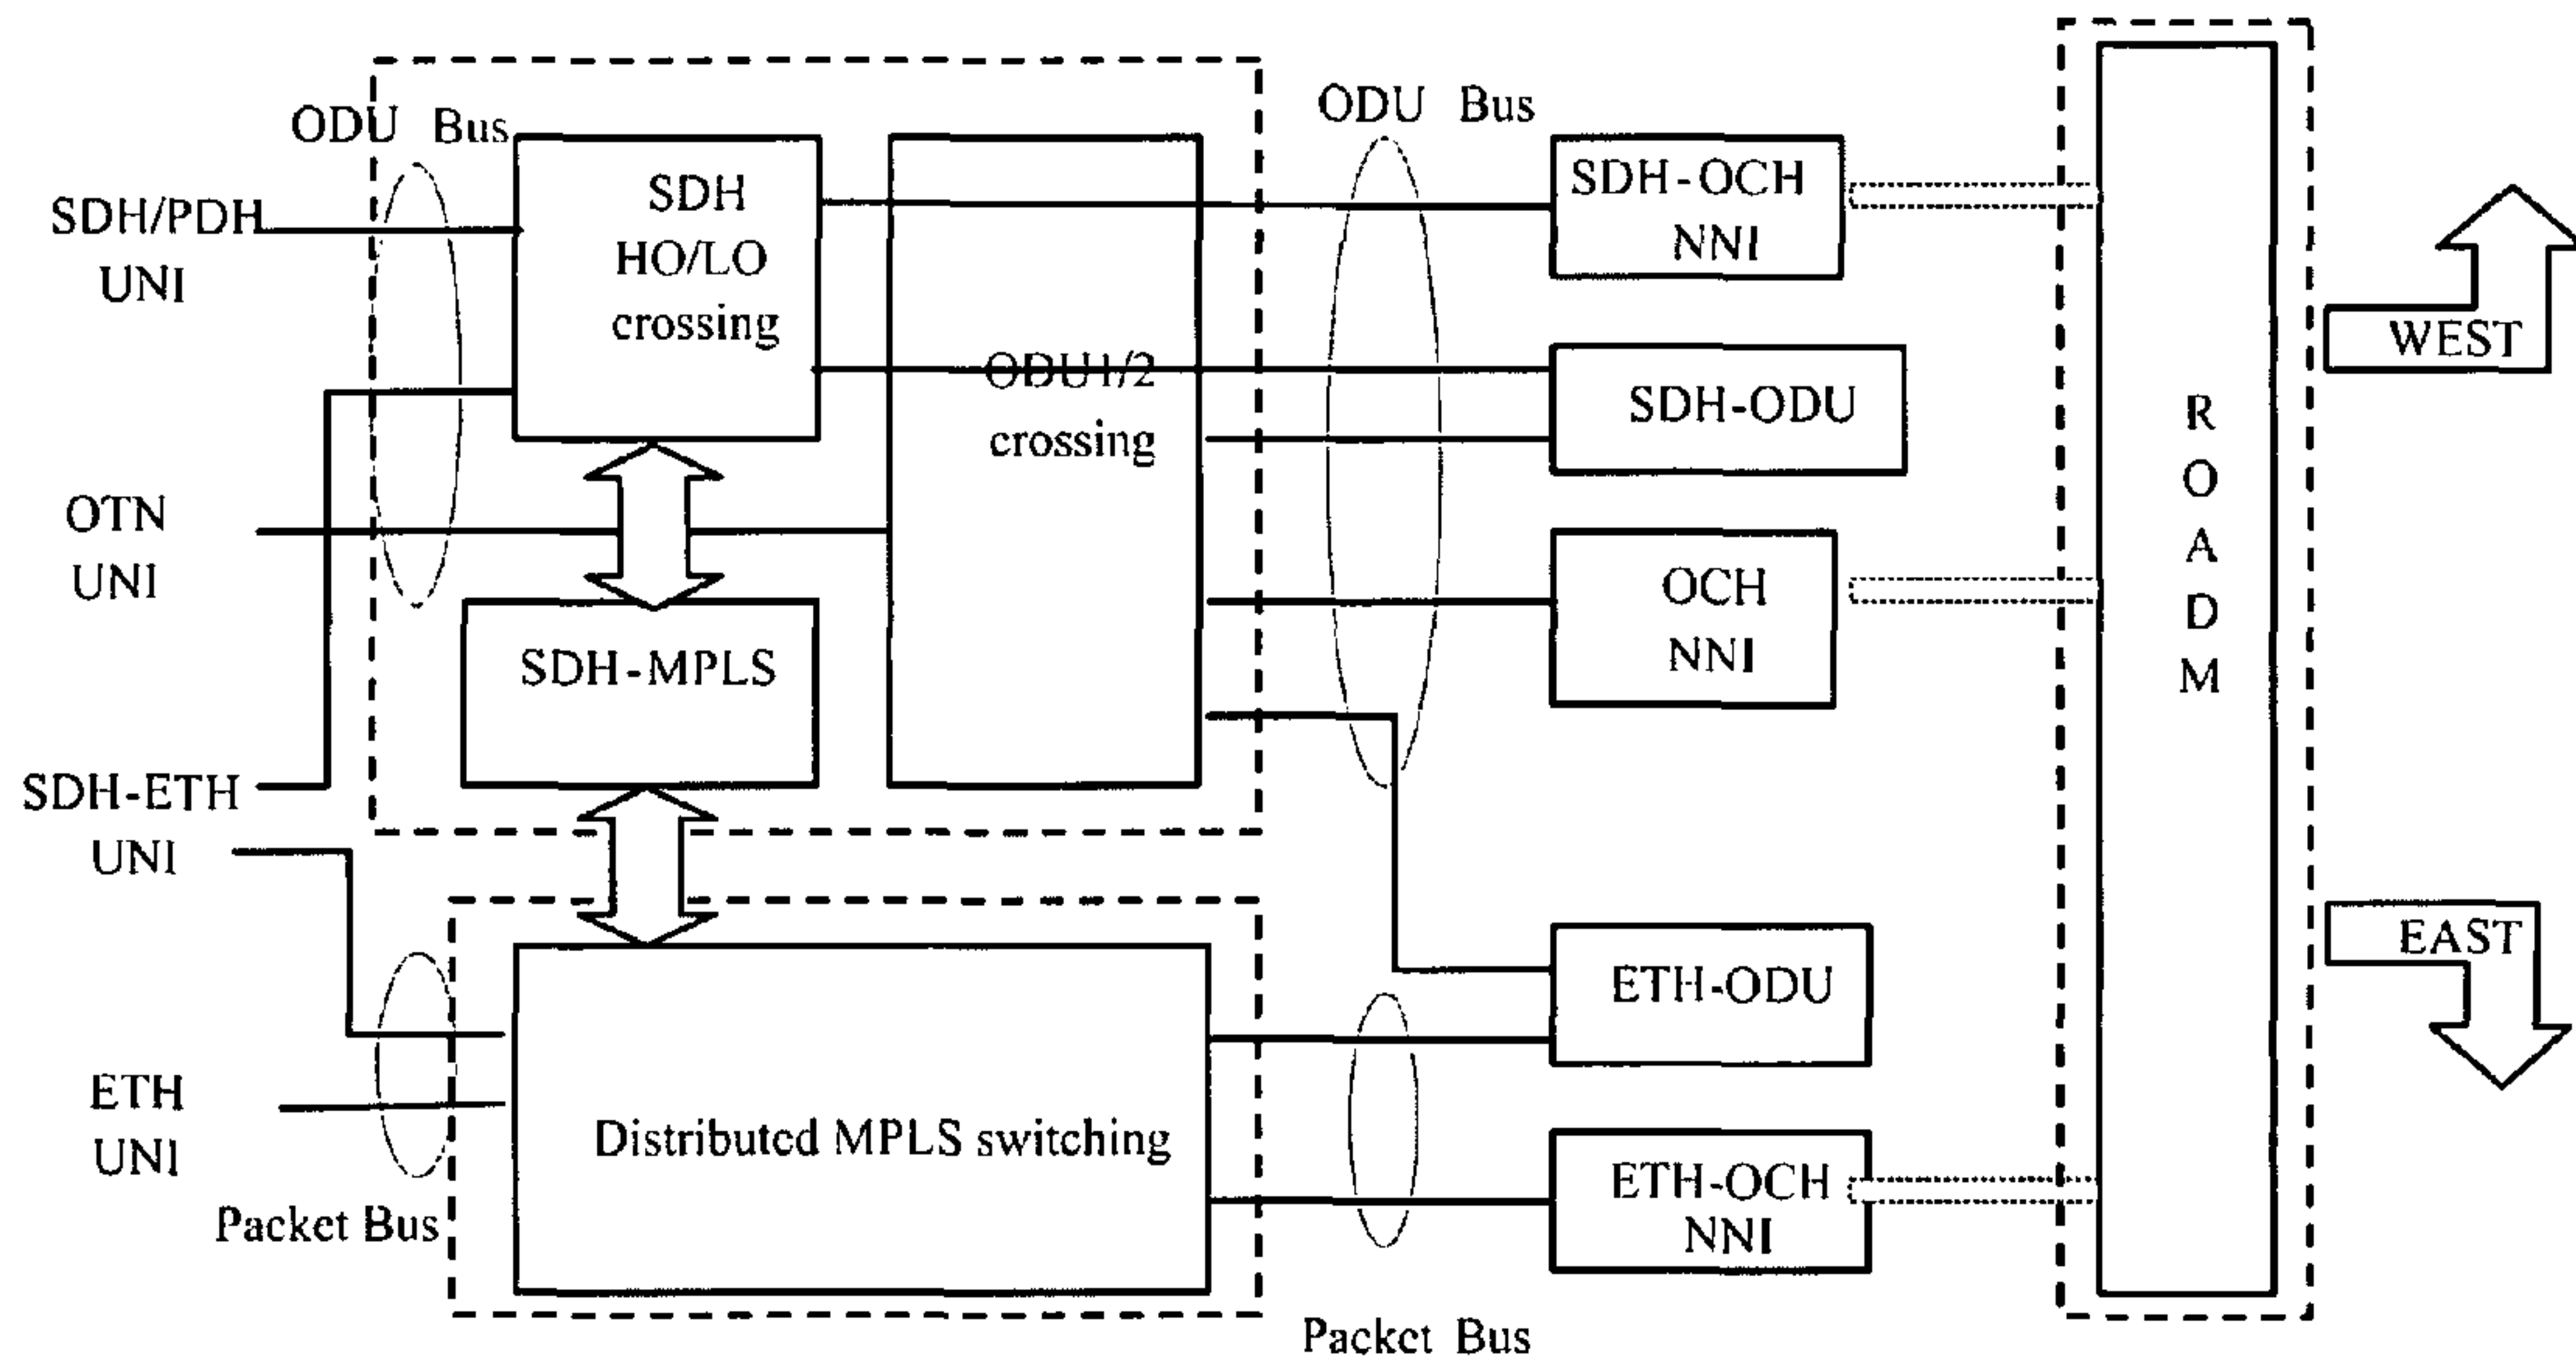 ODU Bus
SDH/PDH
UNI
OTN
UNI
SDH-ETH
UNI
ETH
UNI
Packet Bus
SDH
HO/LO
crossing
SDH-MPLS
ODU1/2
crossing
Distributed MPLS switching
ODU Bus
SDH-OCH
NNI
SDH-ODU
OCH
NNI
ETH-ODU
ETH-OCH
NNI
Packet Bus
R
O
A
D
M
WEST
EAST